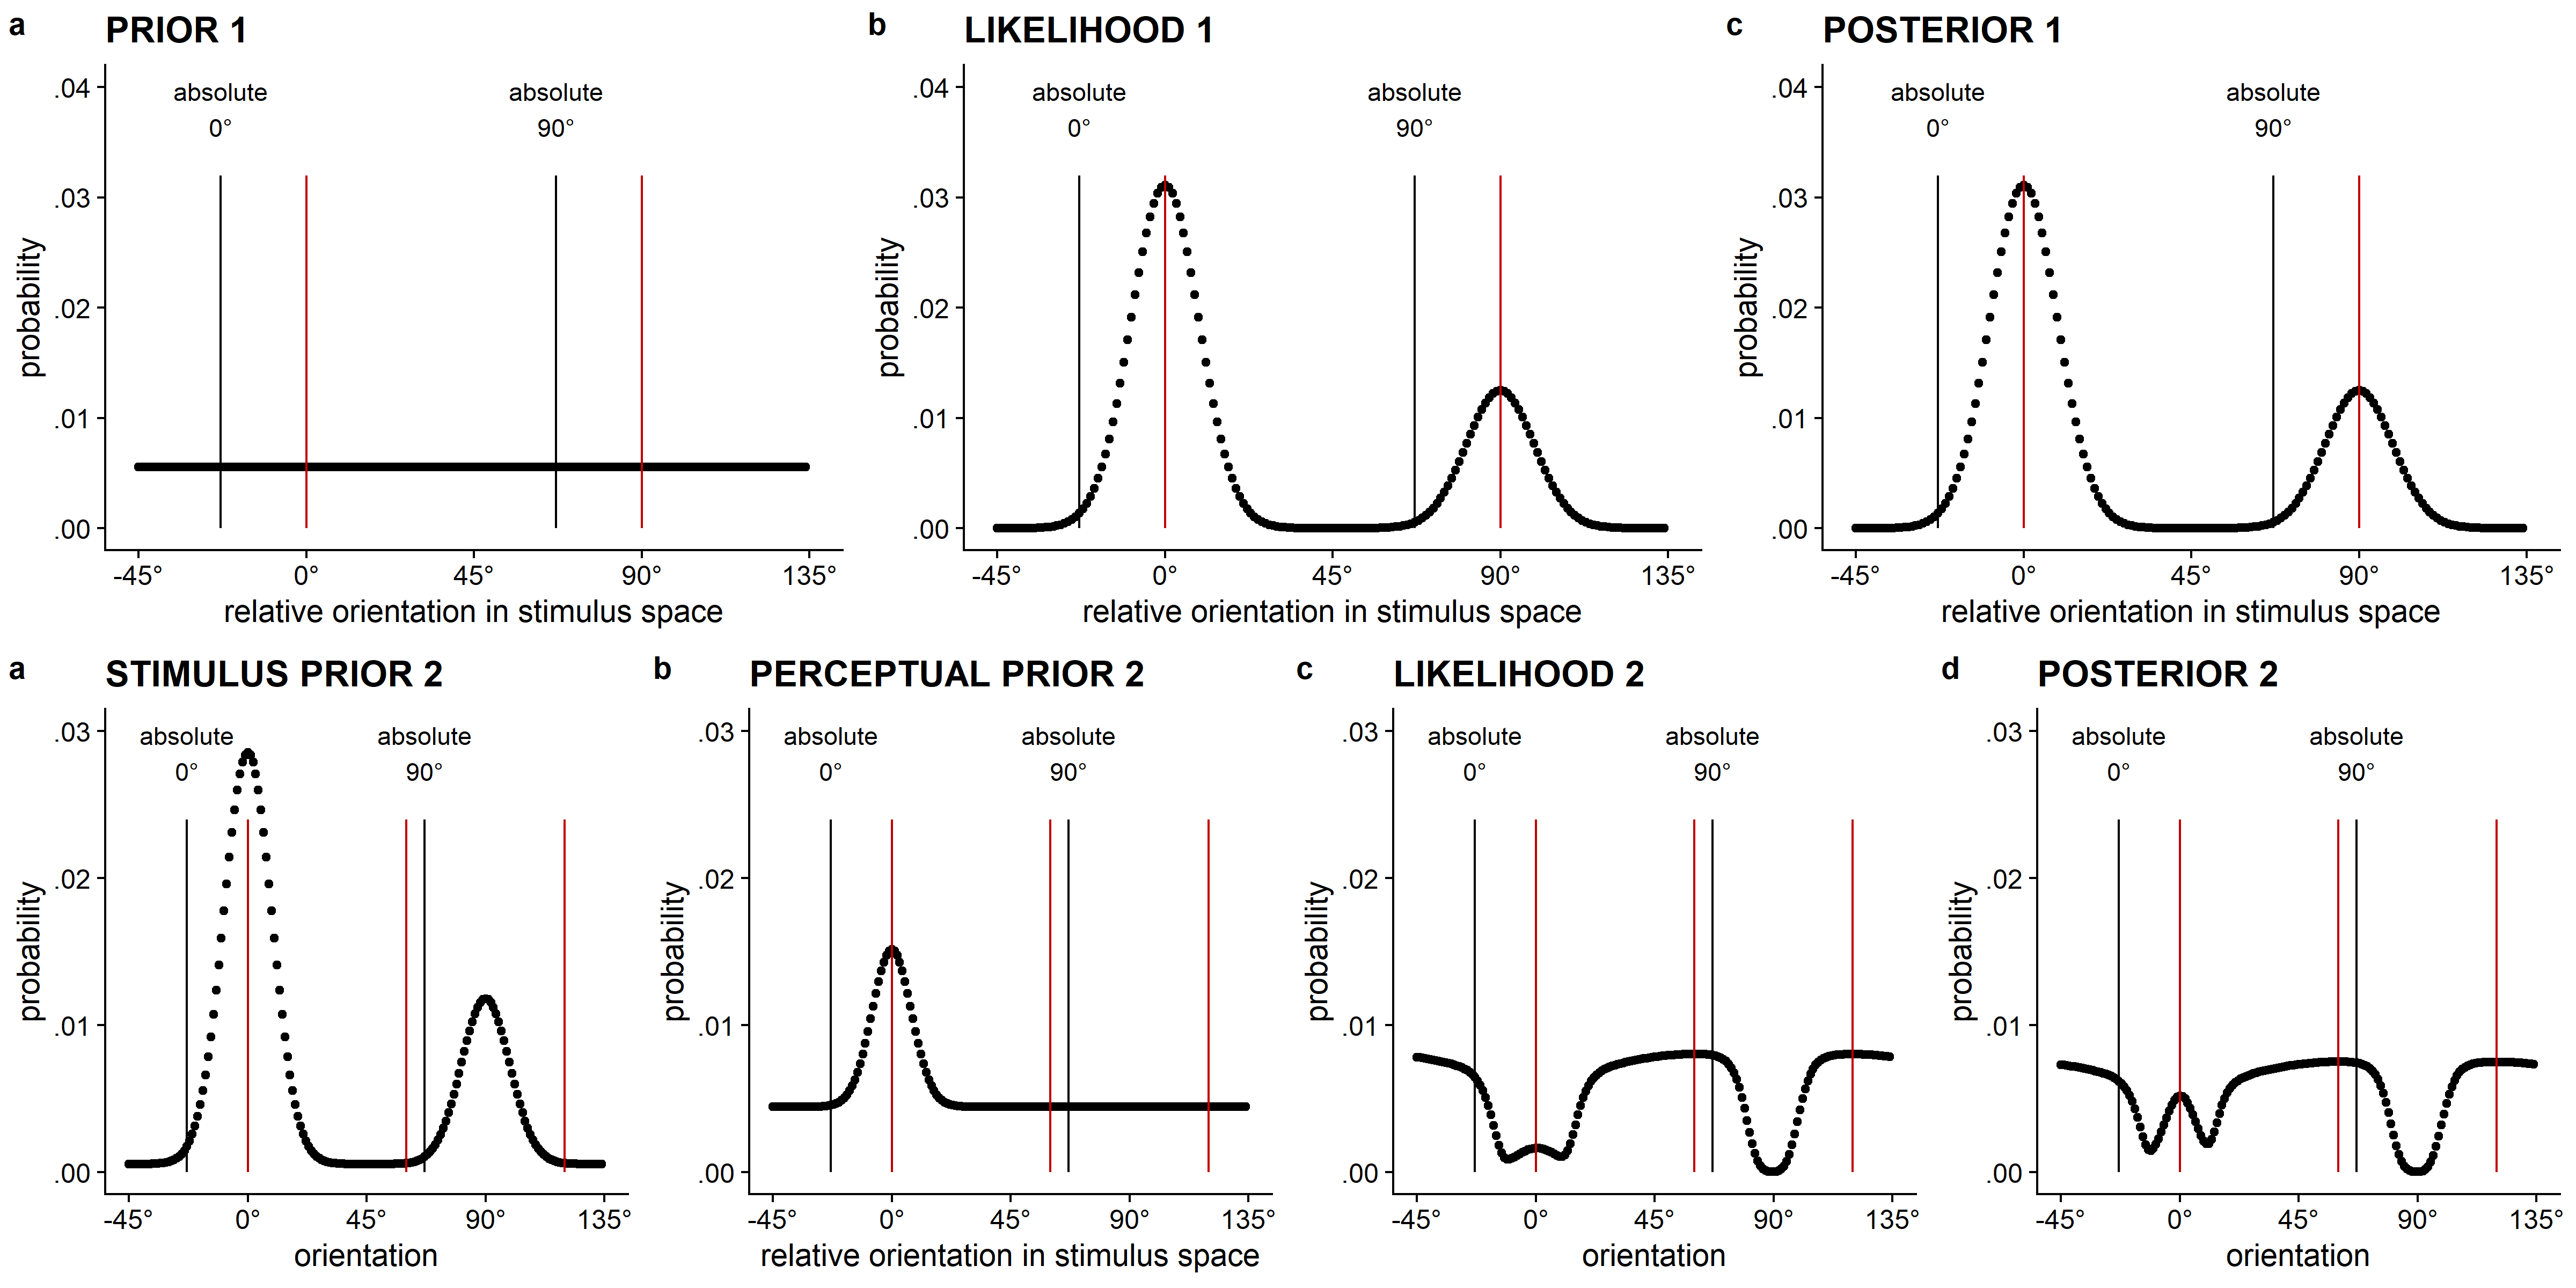 a PRIOR 1
absolute absolute
0° 90°
.04
.03
.02
.01
.00
probability
-45° 0° 45° 90° 135°
relative orientation in stimulus space
b LIKELIHOOD 1
absolute absolute
0° 90°
.04
.03
.02
.01
.00
probability
-45° 0° 45° 90° 135°
relative orientation in stimulus space
c POSTERIOR 1
absolute absolute
0° 90°
.04
.03
.02
.01
.00
probability
-45° 0° 45° 90° 135°
relative orientation in stimulus space
a STIMULUS PRIOR 2
absolute absolute
0° 90°
.03
.02
.01
.00
probability
-45° 0° 45° 90° 135°
orientation
b PERCEPTUAL PRIOR 2
absolute absolute
0° 90°
.03
.02
.01
.00
probability
-45° 0° 45° 90° 135°
relative orientation in stimulus space
c LIKELIHOOD 2
absolute absolute
0° 90°
.03
.02
.01
.00
probability
-45° 0° 45° 90° 135°
orientation
d POSTERIOR 2
absolute absolute
0° 90°
.03
.02
.01
.00
probability
-45° 0° 45° 90° 135°
orientation